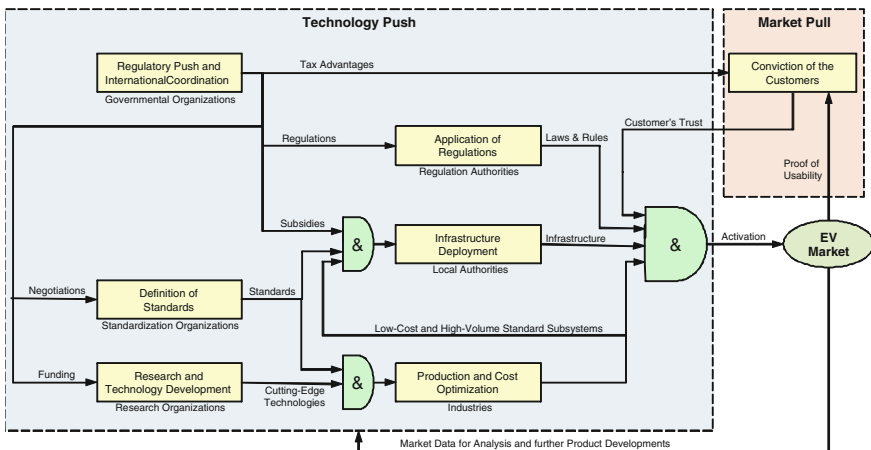 Technology Push
Market Pull
Regulatory Push and
InternationalCoordination
Governmental Organizations
Tax Advantages
Conviction of the
Customers
Customer's Trust
Regulations
Application of
Regulations
Regulation Authorities
Laws & Rules
Proof of
Usability
Subsidies
&
Infrastructure
Deployment
Local Authorities
Infrastructure
&
Activation
EV
Market
Negotiations
Definition of
Standards
Standardization Organizations
Standards
Low-Cost and High-Volume Standard Subsystems
Funding
Research and
Technology Development
Research Organizations
Cutting-Edge
Technologies
&
Production and Cost
Optimization
Industries
Market Data for Analysis and further Product Developments